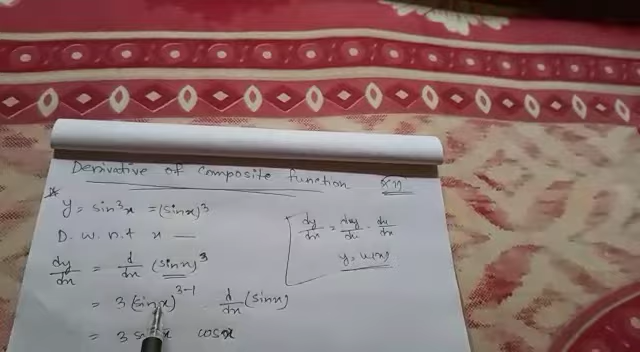 Derivative of composite function
y = sin³x = (sinx)³
D. w. r. t x —
dy/dx = d/dx (sinx)³
= 3 (sinx)³⁻¹ d/dx (sinx)
= 3 cosx
dy/dx = dy/du · du/dx
y = u(x)